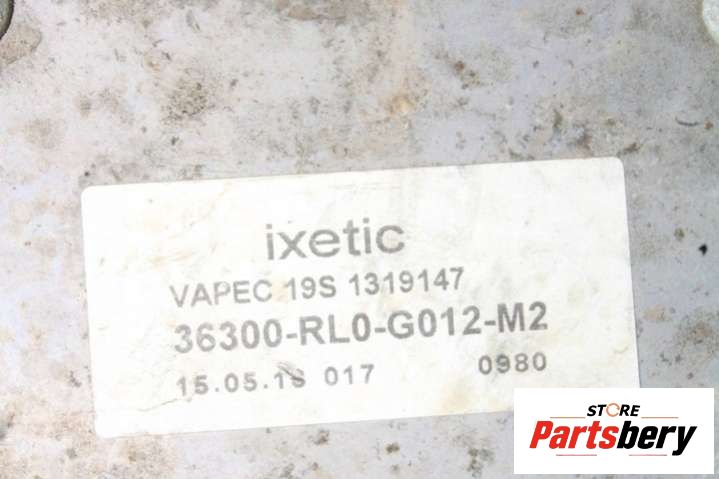 ixetic
VAPEC 19S 1319147
36300-RL0-G012-M2
017 0980
STORE
Partsbery